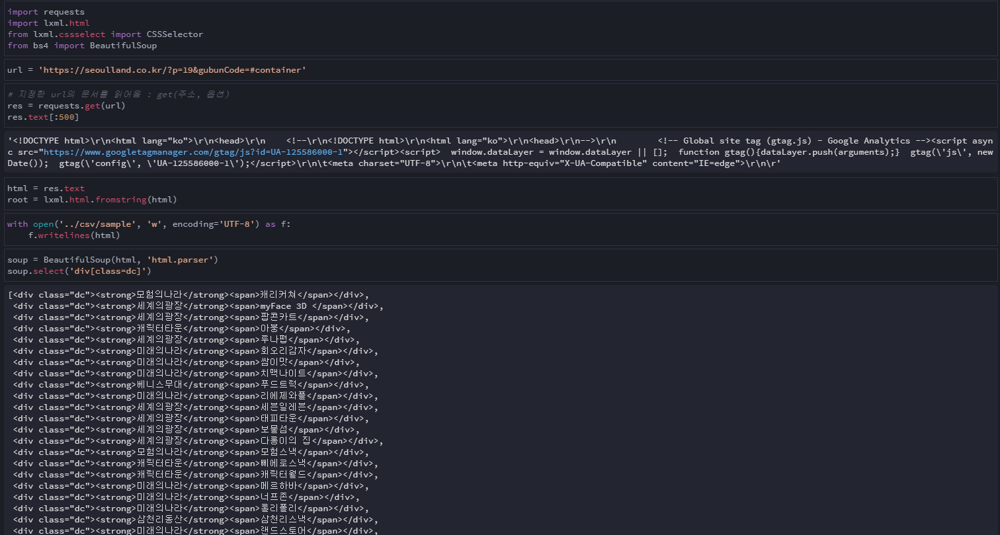 import requests
import lxml.html
from lxml.cssselect import CSSSelector
from bs4 import BeautifulSoup
url = 'https://seoulland.co.kr/?p=19&gubunCode=#container'
# 지정한 url의 문서를 읽어옴 : get(주소, 옵션)
res = requests.get(url)
res.text[:500]
'<!DOCTYPE html>\r\n<html lang="ko">\r\n<head>\r\n    <!--\r\n<!DOCTYPE html>\r\n<html lang="ko">\r\n<head>\r\n-->\r\n        <!-- Global site tag (gtag.js) - Google Analytics --><script asyn
c src="https://www.googletagmanager.com/gtag/js?id=UA-125586000-1"></script><script>  window.dataLayer = window.dataLayer || [];  function gtag(){dataLayer.push(arguments);}  gtag(\'js\', new
Date());  gtag(\'config\', \'UA-125586000-1\');</script>\r\n\t<meta charset="UTF-8">\r\n\t<meta http-equiv="X-UA-Compatible" content="IE=edge">\r\n\r'
html = res.text
root = lxml.html.fromstring(html)
with open('../csv/sample', 'w', encoding='UTF-8') as f:
    f.writelines(html)
soup = BeautifulSoup(html, 'html.parser')
soup.select('div[class=dc]')
[<div class="dc"><strong>모험의나라</strong><span>캐리커쳐</span></div>,
<div class="dc"><strong>세계의광장</strong><span>myFace 3D </span></div>,
<div class="dc"><strong>세계의광장</strong><span>팝콘카트</span></div>,
<div class="dc"><strong>캐릭터타운</strong><span>아붕</span></div>,
<div class="dc"><strong>세계의광장</strong><span>루나펍</span></div>,
<div class="dc"><strong>미래의나라</strong><span>회오리감자</span></div>,
<div class="dc"><strong>미래의나라</strong><span>쌈이맛</span></div>,
<div class="dc"><strong>미래의나라</strong><span>치맥나이트</span></div>,
<div class="dc"><strong>베니스무대</strong><span>푸드트럭</span></div>,
<div class="dc"><strong>미래의나라</strong><span>리에제와플</span></div>,
<div class="dc"><strong>세계의광장</strong><span>세븐일레븐</span></div>,
<div class="dc"><strong>세계의광장</strong><span>태피타운</span></div>,
<div class="dc"><strong>세계의광장</strong><span>보물섬</span></div>,
<div class="dc"><strong>세계의광장</strong><span>다롱이의 집</span></div>,
<div class="dc"><strong>모험의나라</strong><span>모험스낵</span></div>,
<div class="dc"><strong>캐릭터타운</strong><span>삐에로스낵</span></div>,
<div class="dc"><strong>캐릭터타운</strong><span>캐릭터월드</span></div>,
<div class="dc"><strong>미래의나라</strong><span>메르하바</span></div>,
<div class="dc"><strong>미래의나라</strong><span>너프존</span></div>,
<div class="dc"><strong>미래의나라</strong><span>롤리폴리</span></div>,
<div class="dc"><strong>삼천리동산</strong><span>삼천리스낵</span></div>,
<div class="dc"><strong>미래의나라</strong><span>랜드스토어</span></div>,